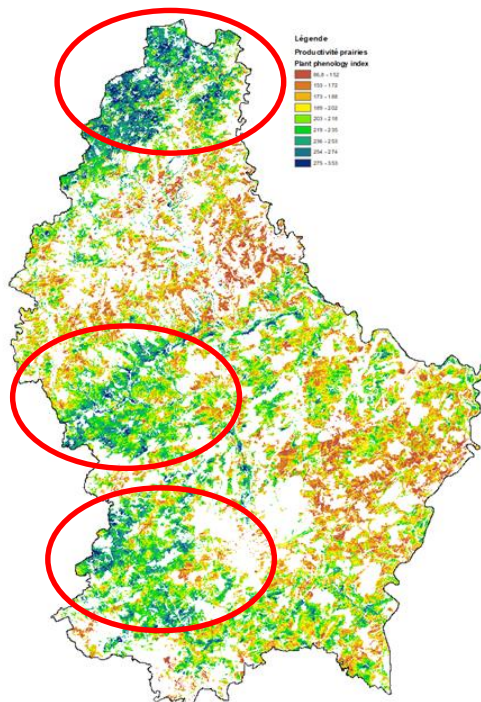 Légende
Productivité prairies
Plant phenology index
96,8 - 152
153 - 172
173 - 188
189 - 202
203 - 218
219 - 235
236 - 253
254 - 274
275 - 333